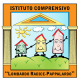 ISTITUTO COMPRENSIVO
"LOMBARDO RADICE-PAPPALARDO"